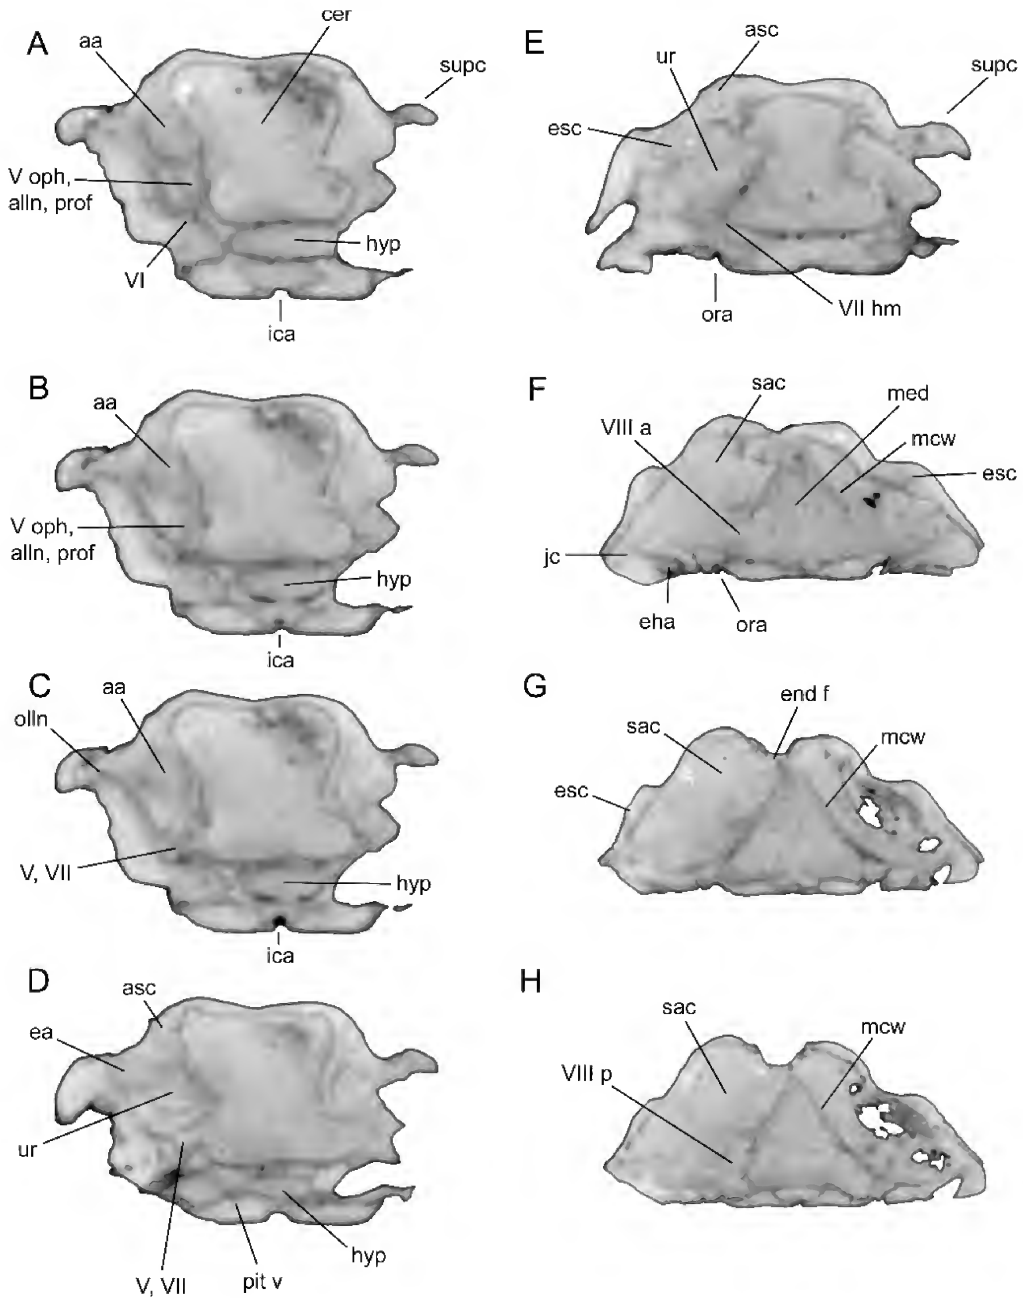 A
cer
aa
supc
V oph,
alln, prof
hyp
VI
ica
B
aa
V oph,
alln, prof
hyp
ica
C
aa
olln
V, VII
hyp
ica
D
asc
ea
ur
hyp
V, VII
pit v
E
asc
ur
supc
esc
VII hm
ora
F
sac
med
VIII a
mcw
esc
jc
eha
ora
G
end f
sac
mcw
esc
H
sac
mcw
VIII p